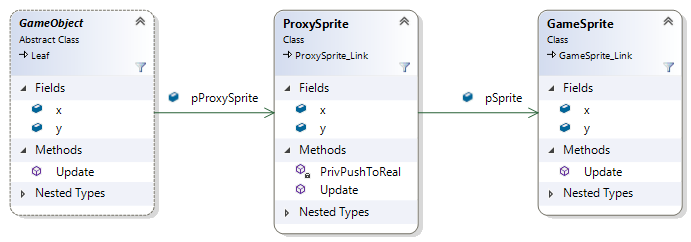 GameObject
Abstract Class
Leaf
Fields
x
y
Methods
Update
Nested Types
pProxySprite
ProxySprite
Class
ProxySprite_Link
Fields
x
y
Methods
PrivPushToReal
Update
Nested Types
pSprite
GameSprite
Class
GameSprite_Link
Fields
x
y
Methods
Update
Nested Types